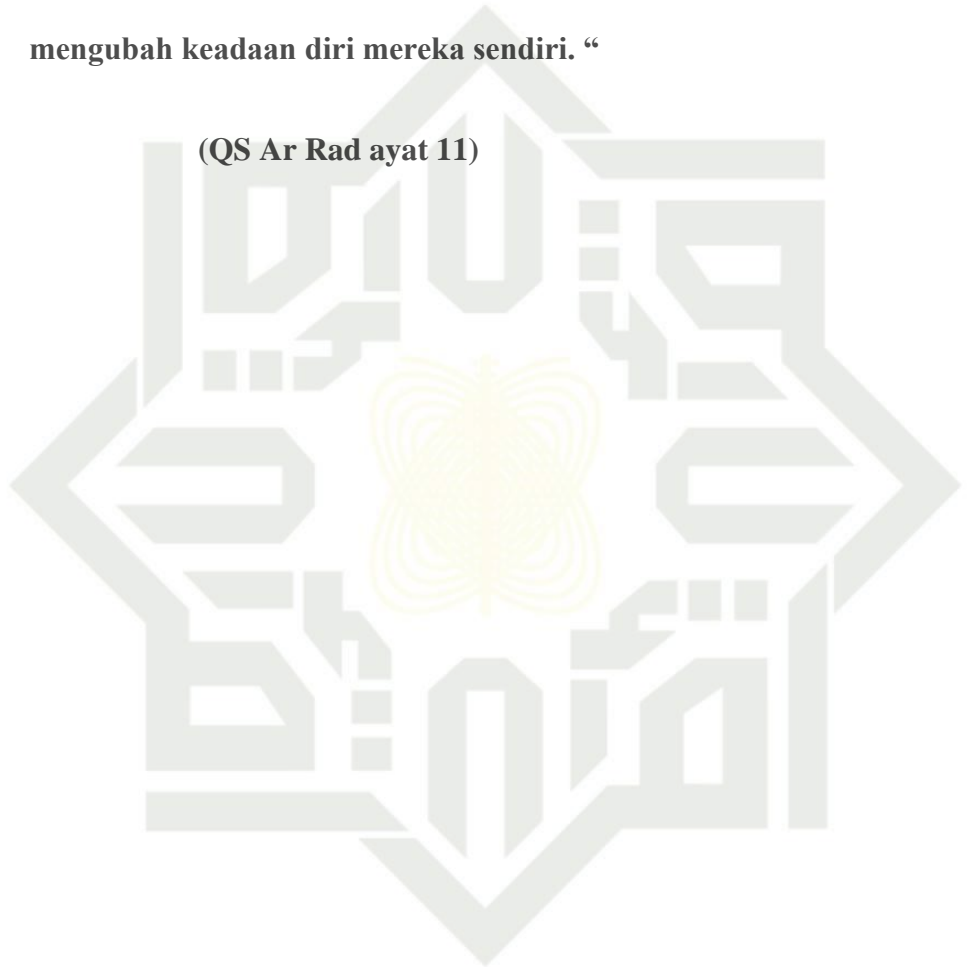 mengubah keadaan diri mereka sendiri. “
(QS Ar Rad ayat 11)